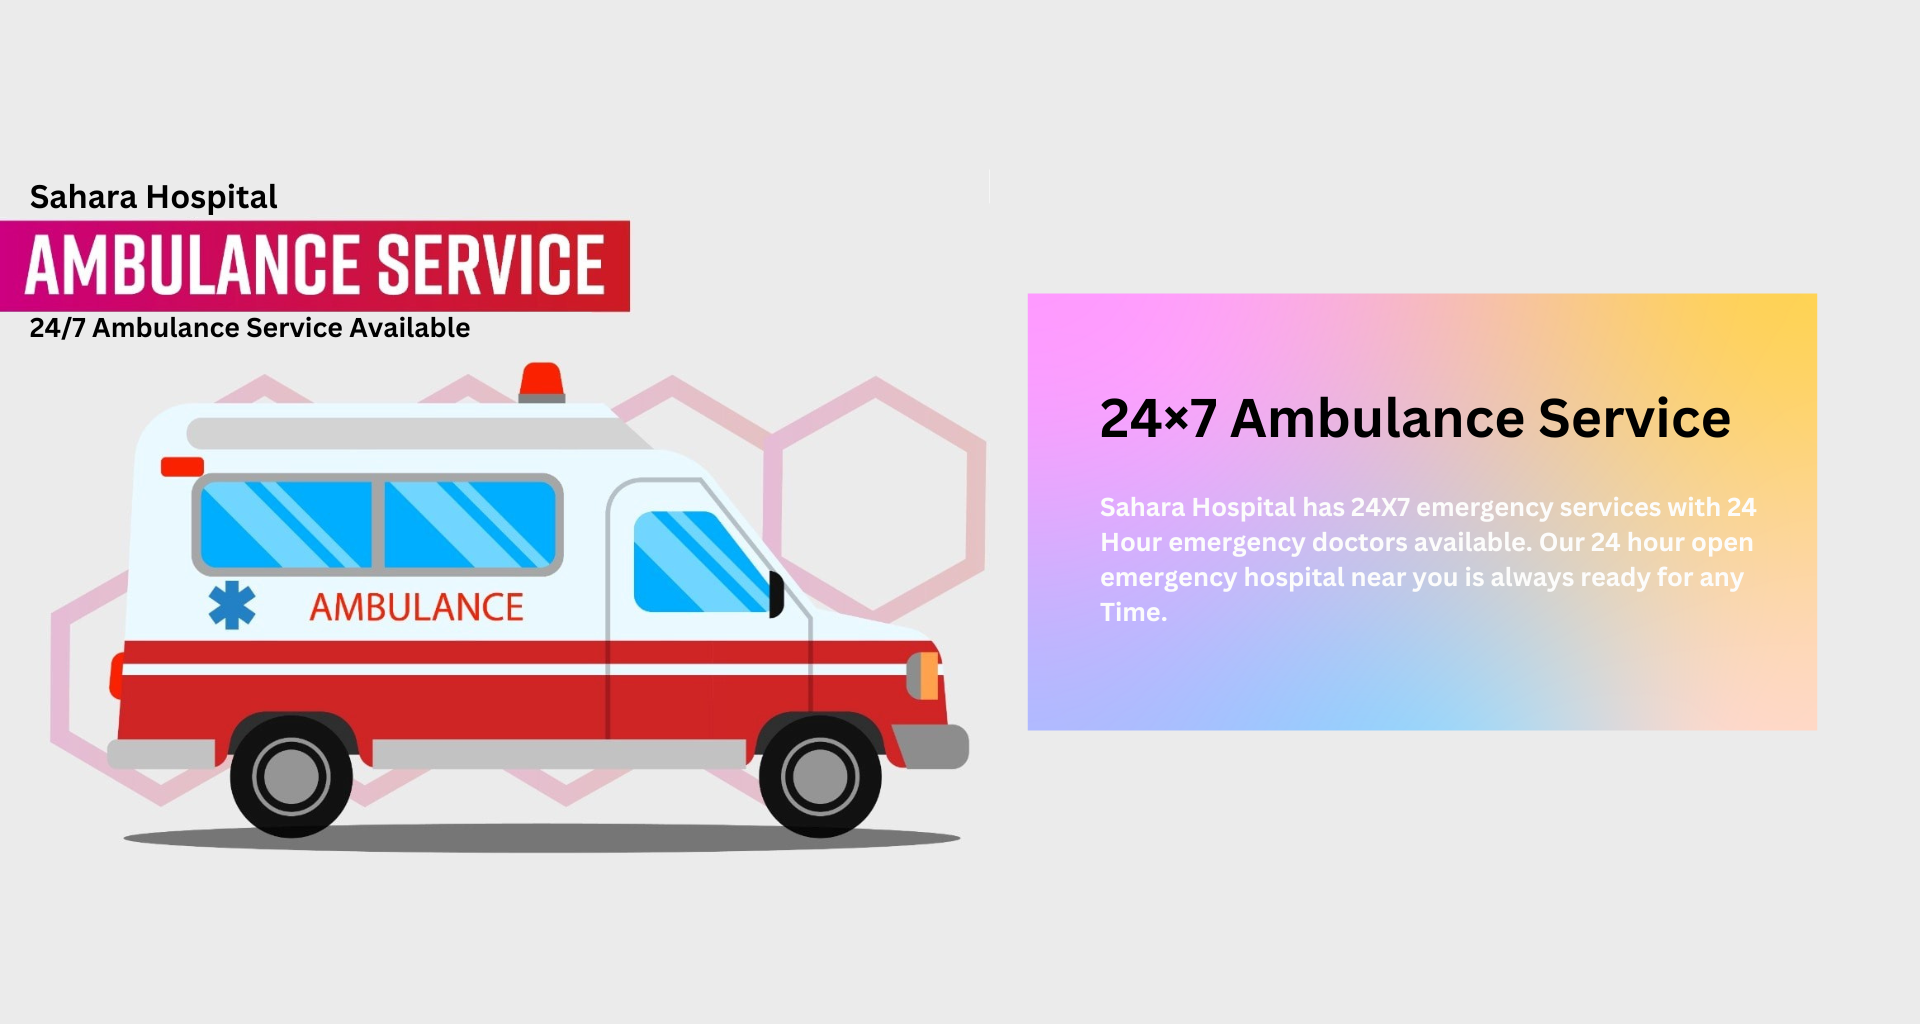 Sahara Hospital
AMBULANCE SERVICE
24/7 Ambulance Service Available
AMBULANCE
24×7 Ambulance Service
Sahara Hospital has 24X7 emergency services with 24
Hour emergency doctors available. Our 24 hour open
emergency hospital near you is always ready for any
Time.